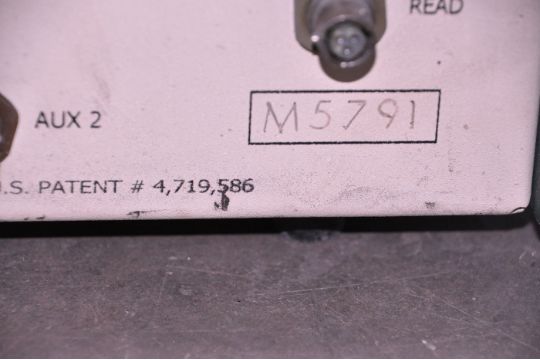 READ
AUX 2
M5791
.S. PATENT # 4,719,586